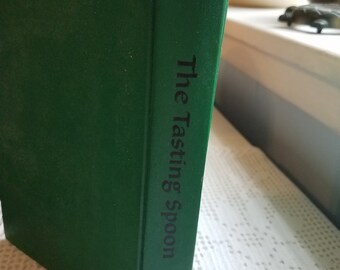 The Tasting Spoon